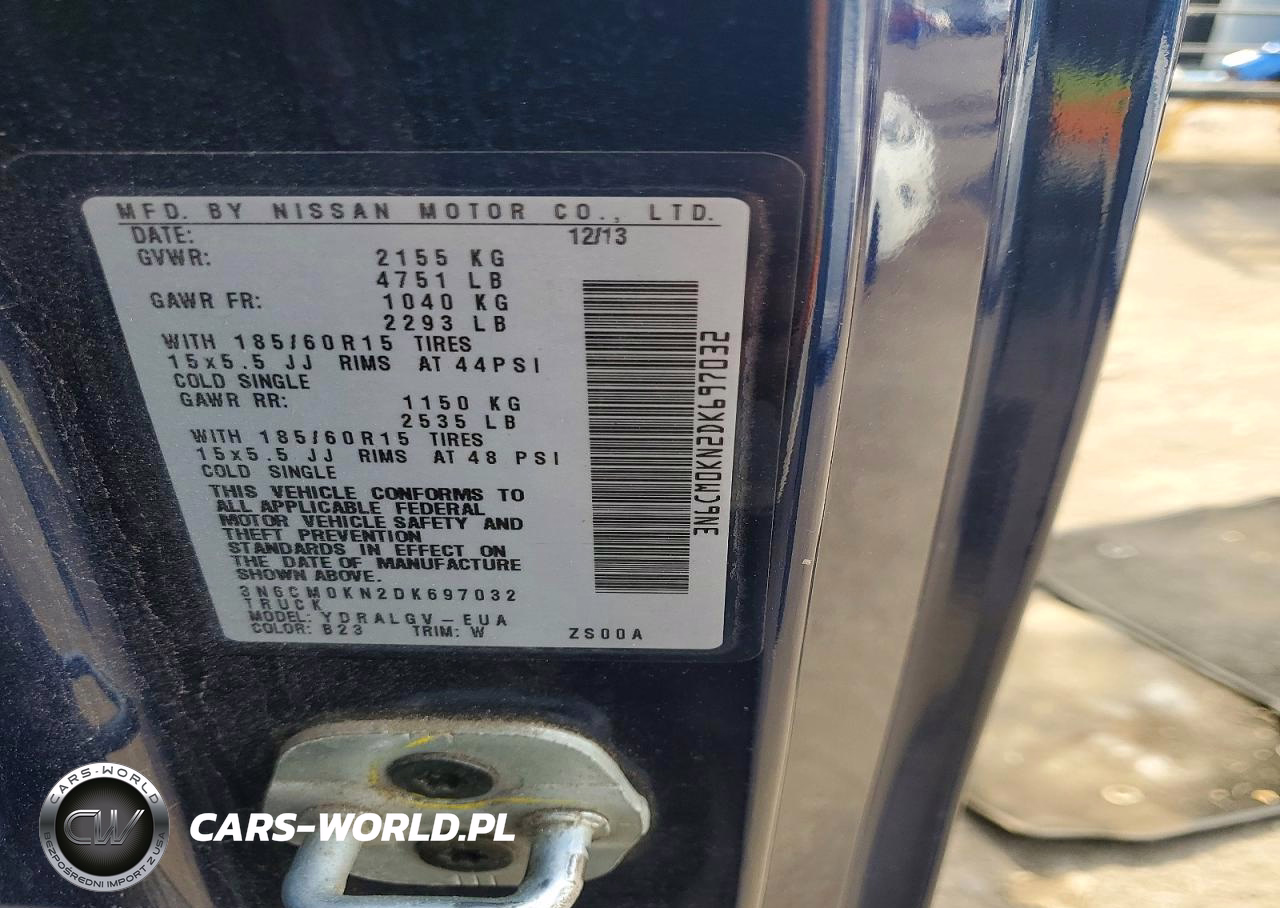 MFD. BY NISSAN MOTOR CO., LTD.
DATE: 12/13
GVWR: 2155 KG
4751 LB
GAWR FR: 1040 KG
2293 LB
WITH 185/60R15 TIRES
15x5.5 JJ RIMS AT 44PSI
COLD SINGLE
GAWR RR: 1150 KG
2535 LB
WITH 185/60R15 TIRES
15x5.5 JJ RIMS AT 48 PSI
COLD SINGLE
THIS VEHICLE CONFORMS TO
ALL APPLICABLE FEDERAL
MOTOR VEHICLE SAFETY AND
THEFT PREVENTION
STANDARDS IN EFFECT ON
THE DATE OF MANUFACTURE
SHOWN ABOVE.
3N6CM0KN2DK697032
TRUCK
MODEL: YDRALGV-EUA
COLOR: B23 TRIM: W ZS00A
3N6CM0KN2DK697032
CARS-WORLD
CW
BEZPOŚREDNI IMPORT Z USA
CARS-WORLD.PL